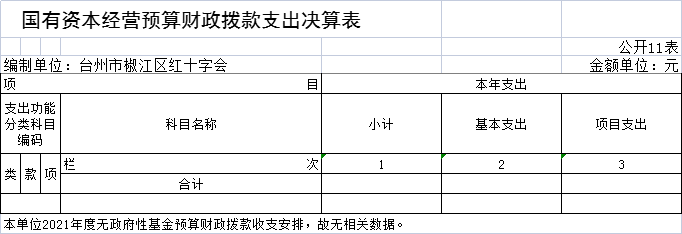 国有资本经营预算财政拨款支出决算表
公开11表
编制单位：台州市椒江区红十字会 金额单位：元
项 目 本年支出
支出功能
分类科目
编码
科目名称 小计 基本支出 项目支出
类 款 项 栏 次 1 2 3
合计
本单位2021年度无政府性基金预算财政拨款收支安排，故无相关数据。